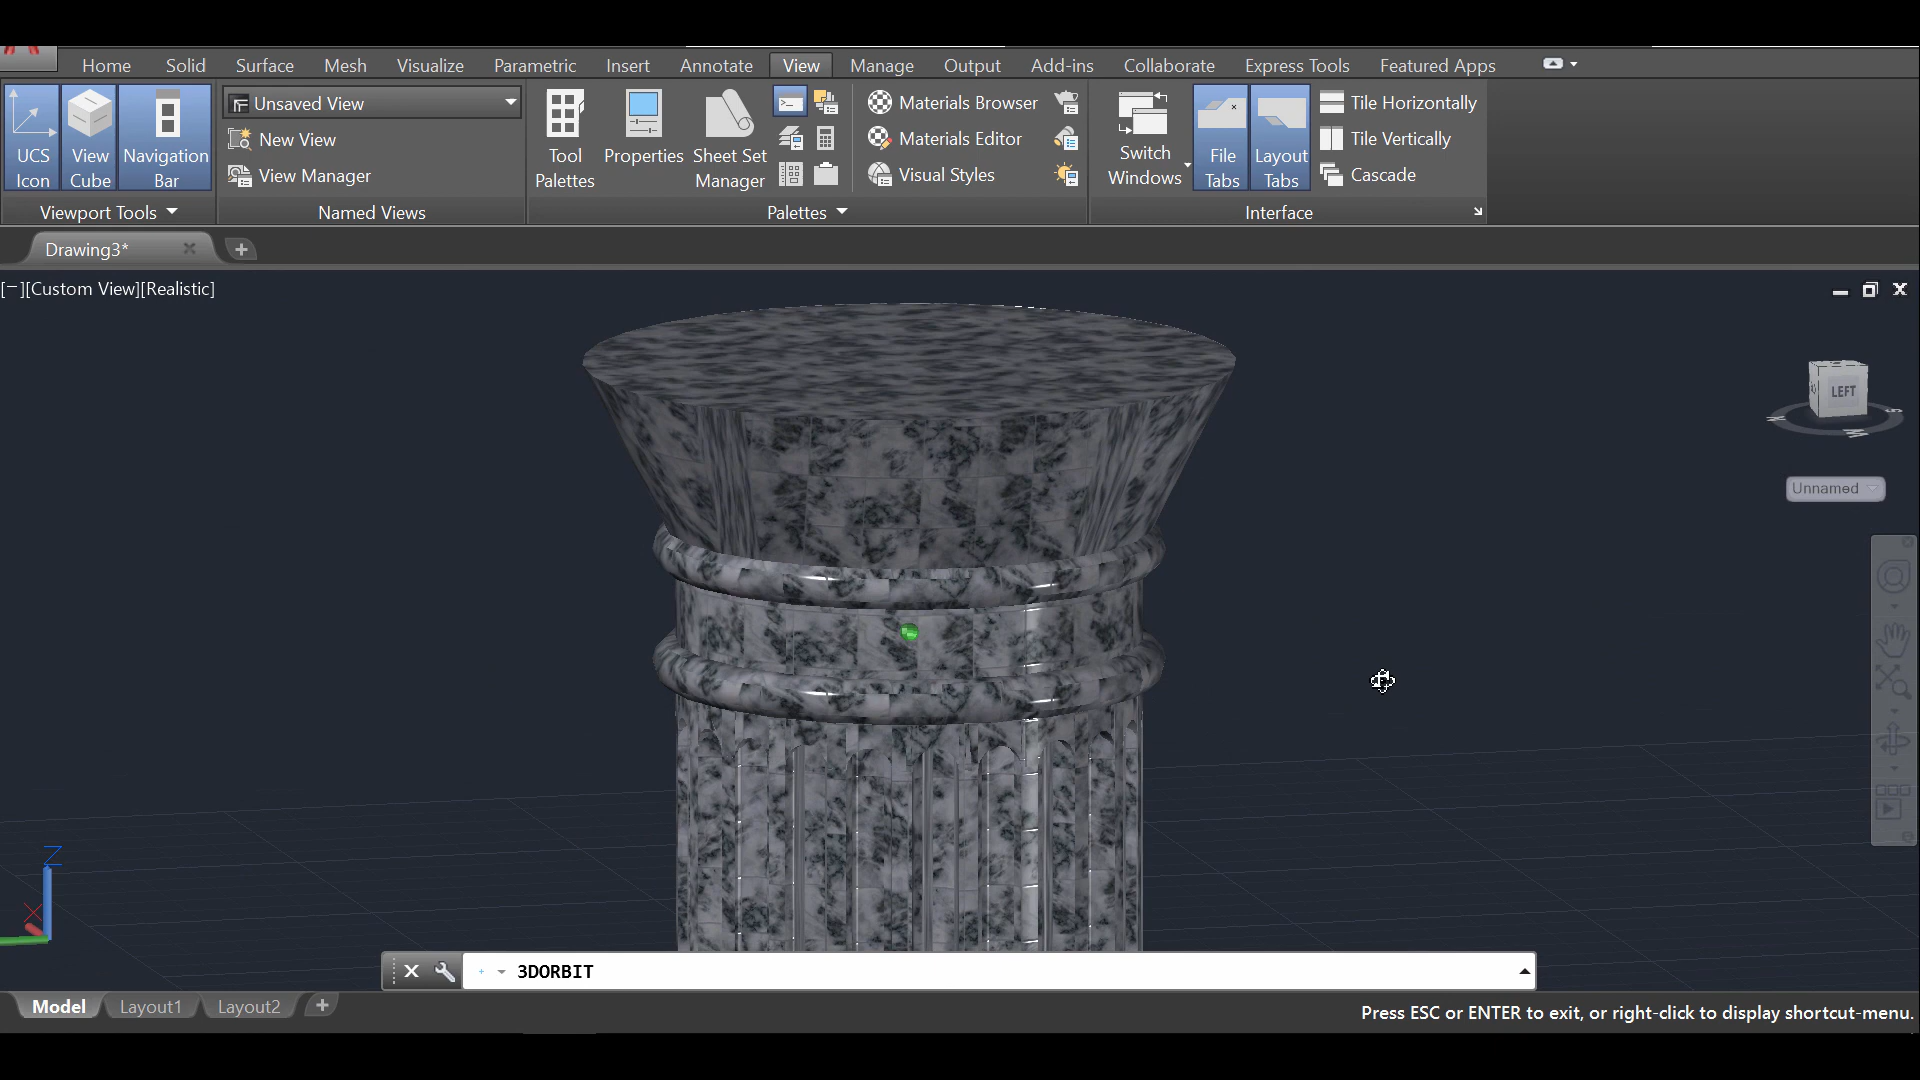 Home Solid Surface Mesh Visualize Parametric Insert Annotate View Manage Output Add-ins Collaborate Express Tools Featured Apps
UCS
Icon
View
Cube
Navigation
Bar
Viewport Tools
Unsaved View
New View
View Manager
Named Views
Tool
Palettes
Properties
Sheet Set
Manager
Materials Browser
Materials Editor
Visual Styles
Palettes
Switch
Windows
File
Tabs
Layout
Tabs
Tile Horizontally
Tile Vertically
Cascade
Interface
Drawing3*
[−][Custom View][Realistic]
LEFT
W
Unnamed
Z
X
3DORBIT
Model Layout1 Layout2
Press ESC or ENTER to exit, or right-click to display shortcut-menu.